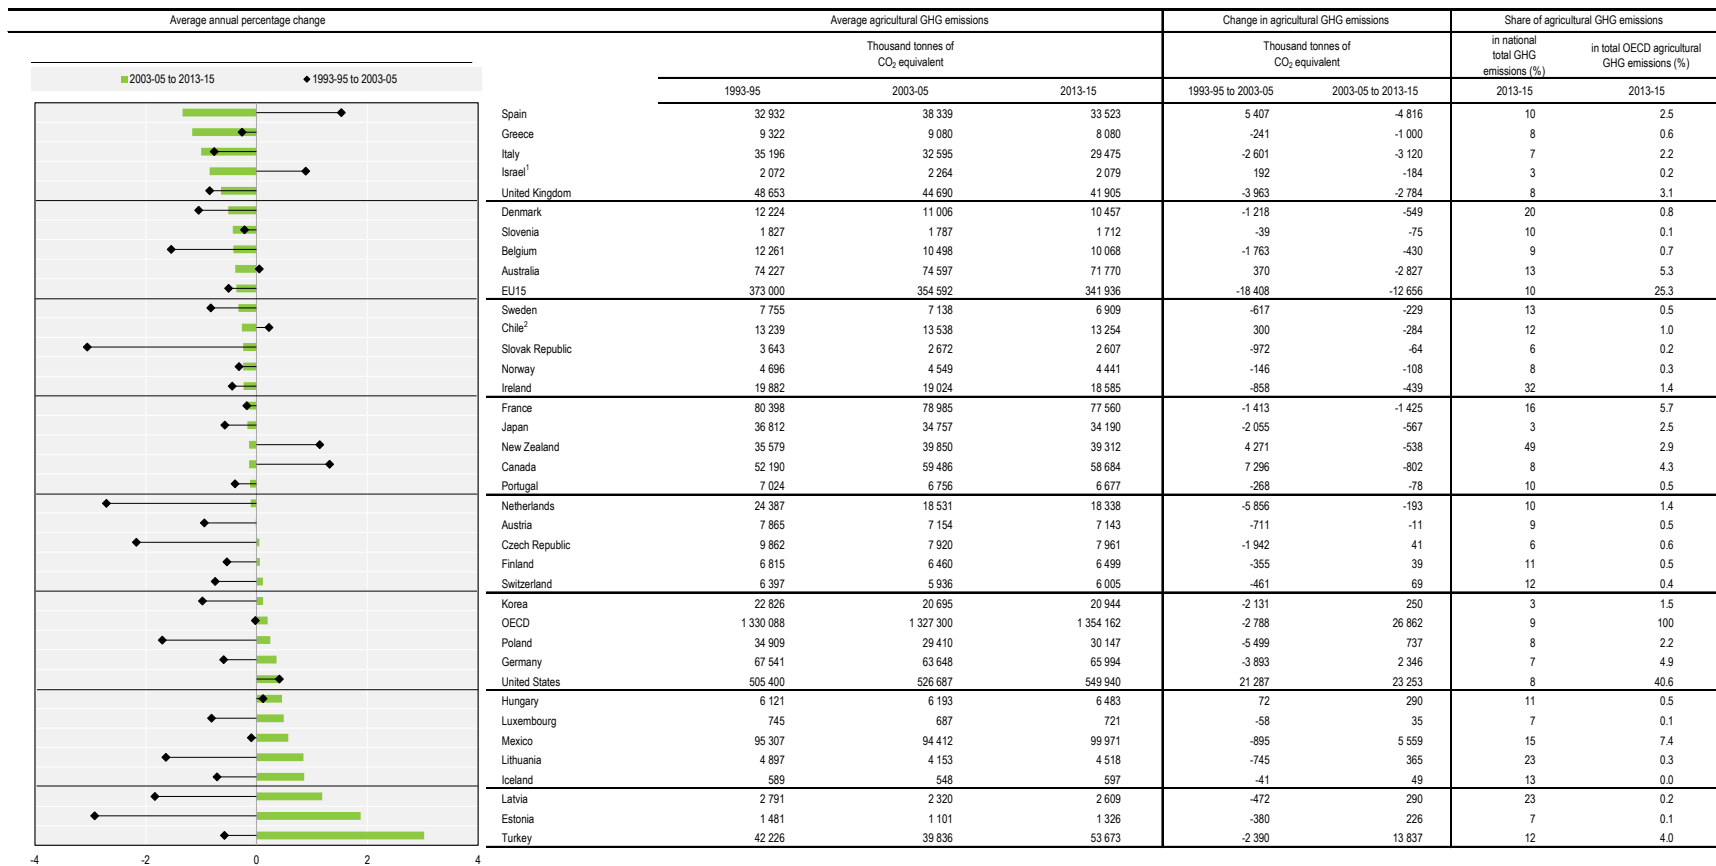 Average annual percentage change Average agricultural GHG emissions Change in agricultural GHG emissions Share of agricultural GHG emissions
Thousand tonnes of CO2 equivalent Thousand tonnes of CO2 equivalent in national total GHG emissions (%) in total OECD agricultural GHG emissions (%)
2003-05 to 2013-15 1993-95 to 2003-05
1993-95 2003-05 2013-15 1993-95 to 2003-05 2003-05 to 2013-15 2013-15 2013-15
Spain 32 932 38 339 33 523 5 407 -4 816 10 2.5
Greece 9 322 9 080 8 080 -241 -1 000 8 0.6
Italy 35 196 32 595 29 475 -2 601 -3 120 7 2.2
Israel1 2 072 2 264 2 079 192 -184 3 0.2
United Kingdom 48 653 44 690 41 905 -3 963 -2 784 8 3.1
Denmark 12 224 11 006 10 457 -1 218 -549 20 0.8
Slovenia 1 827 1 787 1 712 -39 -75 10 0.1
Belgium 12 261 10 498 10 068 -1 763 -430 9 0.7
Australia 74 227 74 597 71 770 370 -2 827 13 5.3
EU15 373 000 354 592 341 936 -18 408 -12 656 10 25.3
Sweden 7 755 7 138 6 909 -617 -229 13 0.5
Chile2 13 239 13 538 13 254 300 -284 12 1.0
Slovak Republic 3 643 2 672 2 607 -972 -64 6 0.2
Norway 4 696 4 549 4 441 -146 -108 8 0.3
Ireland 19 882 19 024 18 585 -858 -439 32 1.4
France 80 398 78 985 77 560 -1 413 -1 425 16 5.7
Japan 36 812 34 757 34 190 -2 055 -567 3 2.5
New Zealand 35 579 39 850 39 312 4 271 -538 49 2.9
Canada 52 190 59 486 58 684 7 296 -802 8 4.3
Portugal 7 024 6 756 6 677 -268 -78 10 0.5
Netherlands 24 387 18 531 18 338 -5 856 -193 10 1.4
Austria 7 865 7 154 7 143 -711 -11 9 0.5
Czech Republic 9 862 7 920 7 961 -1 942 41 6 0.6
Finland 6 815 6 460 6 499 -355 39 11 0.5
Switzerland 6 397 5 936 6 005 -461 69 12 0.4
Korea 22 826 20 695 20 944 -2 131 250 3 1.5
OECD 1 330 088 1 327 300 1 354 162 -2 788 26 862 9 100
Poland 34 909 29 410 30 147 -5 499 737 8 2.2
Germany 67 541 63 648 65 994 -3 893 2 346 7 4.9
United States 505 400 526 687 549 940 21 287 23 253 8 40.6
Hungary 6 121 6 193 6 483 72 290 11 0.5
Luxembourg 745 687 721 -58 35 7 0.1
Mexico 95 307 94 412 99 971 -895 5 559 15 7.4
Lithuania 4 897 4 153 4 518 -745 365 23 0.3
Iceland 589 548 597 -41 49 13 0.0
Latvia 2 791 2 320 2 609 -472 290 23 0.2
Estonia 1 481 1 101 1 326 -380 226 7 0.1
Turkey 42 226 39 836 53 673 -2 390 13 837 12 4.0
-4 -2 0 2 4